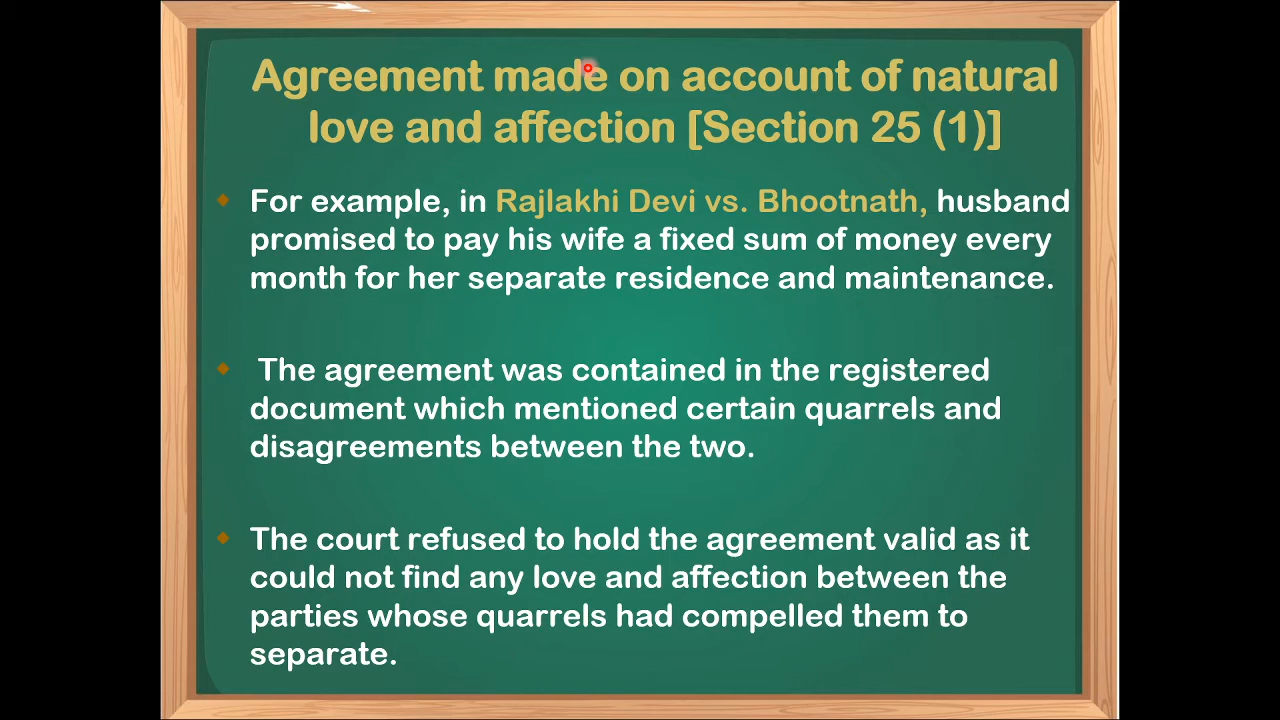 Agreement made on account of natural
love and affection [Section 25 (1)]
For example, in Rajlakhi Devi vs. Bhootnath, husband
promised to pay his wife a fixed sum of money every
month for her separate residence and maintenance.
The agreement was contained in the registered
document which mentioned certain quarrels and
disagreements between the two.
The court refused to hold the agreement valid as it
could not find any love and affection between the
parties whose quarrels had compelled them to
separate.